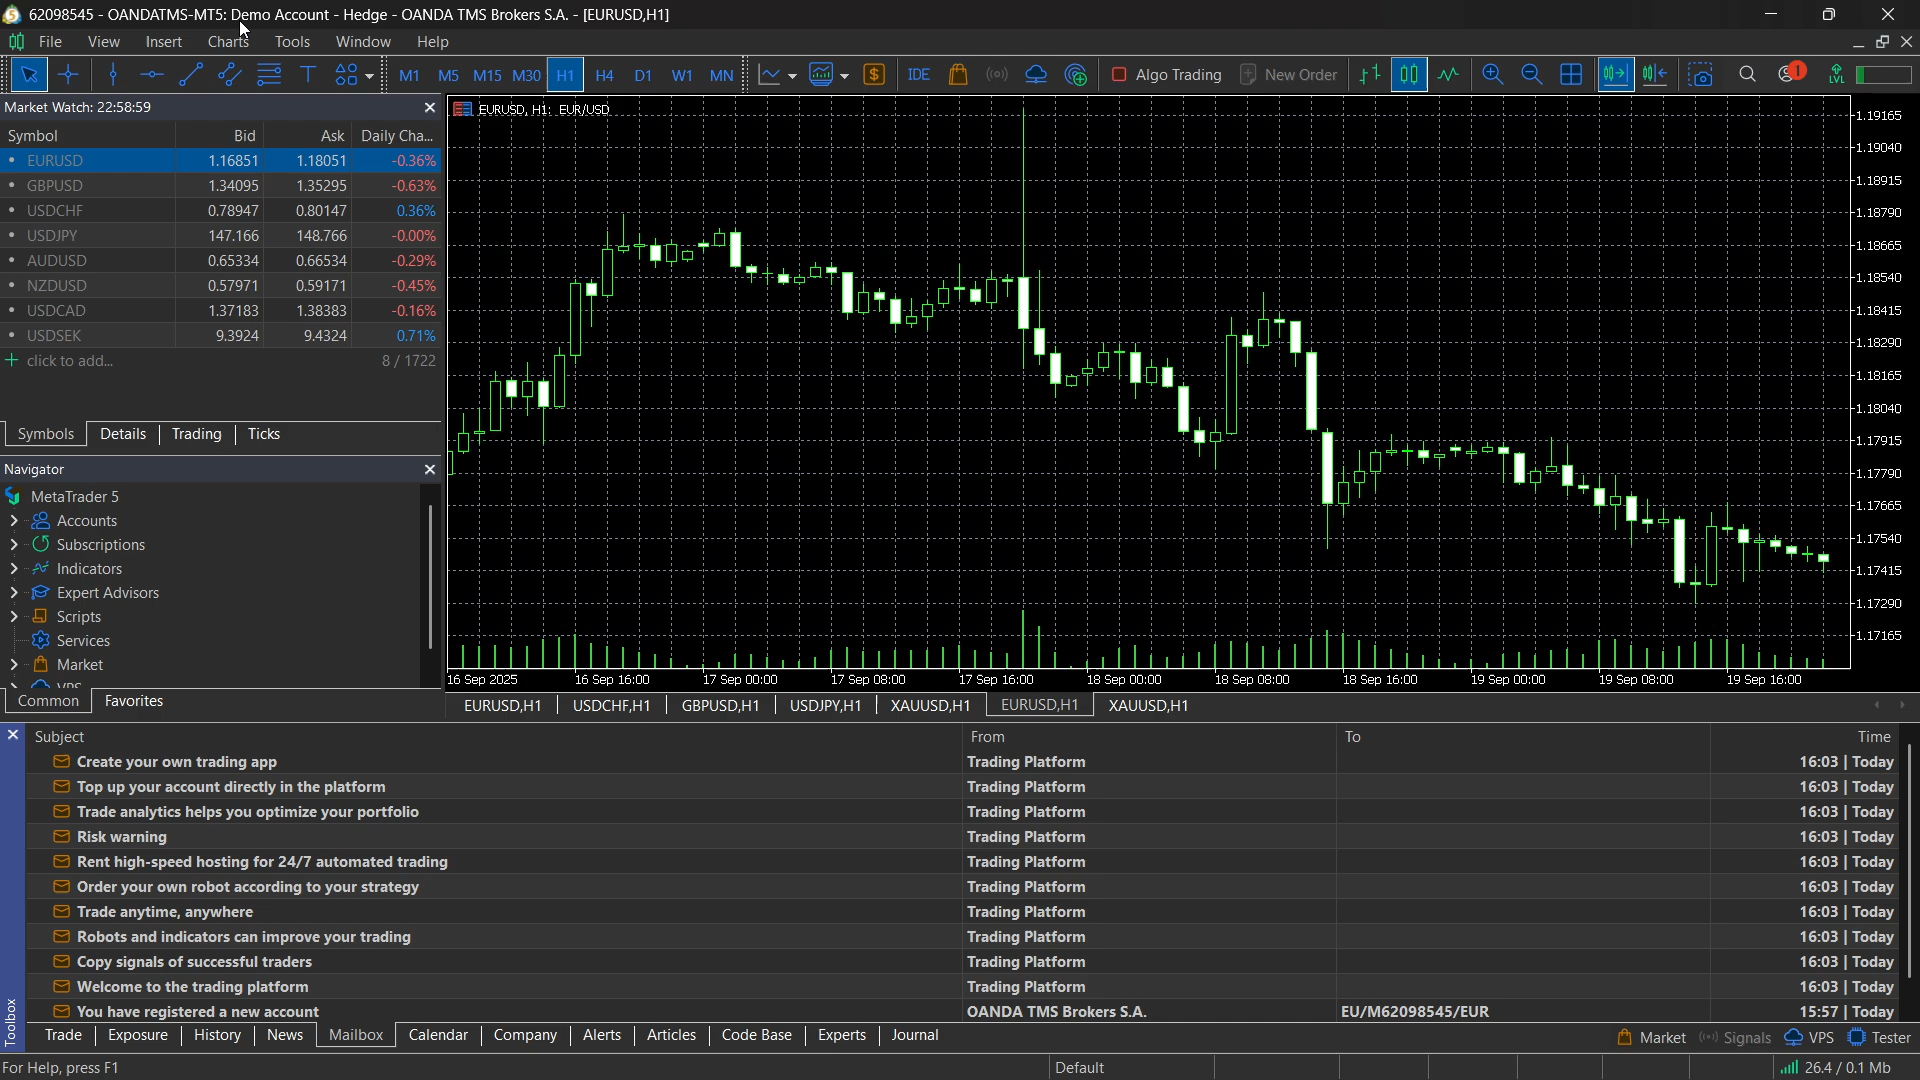 62098545 - OANDATMS-MT5: Demo Account - Hedge - OANDA TMS Brokers S.A. - [EURUSD,H1]
File View Insert Charts Tools Window Help
M1 M5 M15 M30 H1 H4 D1 W1 MN IDE Algo Trading New Order 1 LVL
Market Watch: 22:58:59
Symbol Bid Ask Daily Cha...
EURUSD 1.16851 1.18051 -0.36%
GBPUSD 1.34095 1.35295 -0.63%
USDCHF 0.78947 0.80147 0.36%
USDJPY 147.166 148.766 -0.00%
AUDUSD 0.65334 0.66534 -0.29%
NZDUSD 0.57971 0.59171 -0.45%
USDCAD 1.37183 1.38383 -0.16%
USDSEK 9.3924 9.4324 0.71%
click to add... 8 / 1722
Symbols Details Trading Ticks
Navigator
MetaTrader 5
Accounts
Subscriptions
Indicators
Expert Advisors
Scripts
Services
Market
VPS
Common Favorites
EURUSD, H1: EUR/USD
1.19165
1.19040
1.18915
1.18790
1.18665
1.18540
1.18415
1.18290
1.18165
1.18040
1.17915
1.17790
1.17665
1.17540
1.17415
1.17290
1.17165
16 Sep 2025 16 Sep 16:00 17 Sep 00:00 17 Sep 08:00 17 Sep 16:00 18 Sep 00:00 18 Sep 08:00 18 Sep 16:00 19 Sep 00:00 19 Sep 08:00 19 Sep 16:00
EURUSD,H1 USDCHF,H1 GBPUSD,H1 USDJPY,H1 XAUUSD,H1 EURUSD,H1 XAUUSD,H1
Subject From To Time
Create your own trading app Trading Platform 16:03 | Today
Top up your account directly in the platform Trading Platform 16:03 | Today
Trade analytics helps you optimize your portfolio Trading Platform 16:03 | Today
Risk warning Trading Platform 16:03 | Today
Rent high-speed hosting for 24/7 automated trading Trading Platform 16:03 | Today
Order your own robot according to your strategy Trading Platform 16:03 | Today
Trade anytime, anywhere Trading Platform 16:03 | Today
Robots and indicators can improve your trading Trading Platform 16:03 | Today
Copy signals of successful traders Trading Platform 16:03 | Today
Welcome to the trading platform Trading Platform 16:03 | Today
You have registered a new account OANDA TMS Brokers S.A. EU/M62098545/EUR 15:57 | Today
Toolbox
Trade Exposure History News Mailbox Calendar Company Alerts Articles Code Base Experts Journal Market Signals VPS Tester
For Help, press F1 Default 26.4 / 0.1 Mb